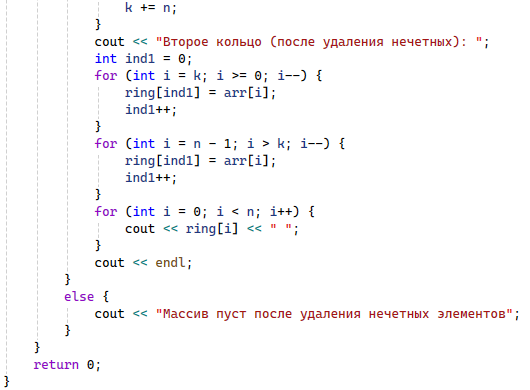 k += n;
}
cout << "Второе кольцо (после удаления нечетных): ";
int ind1 = 0;
for (int i = k; i >= 0; i--) {
ring[ind1] = arr[i];
ind1++;
}
for (int i = n - 1; i > k; i--) {
ring[ind1] = arr[i];
ind1++;
}
for (int i = 0; i < n; i++) {
cout << ring[i] << " ";
}
cout << endl;
}
else {
cout << "Массив пуст после удаления нечетных элементов";
}
}
return 0;
}